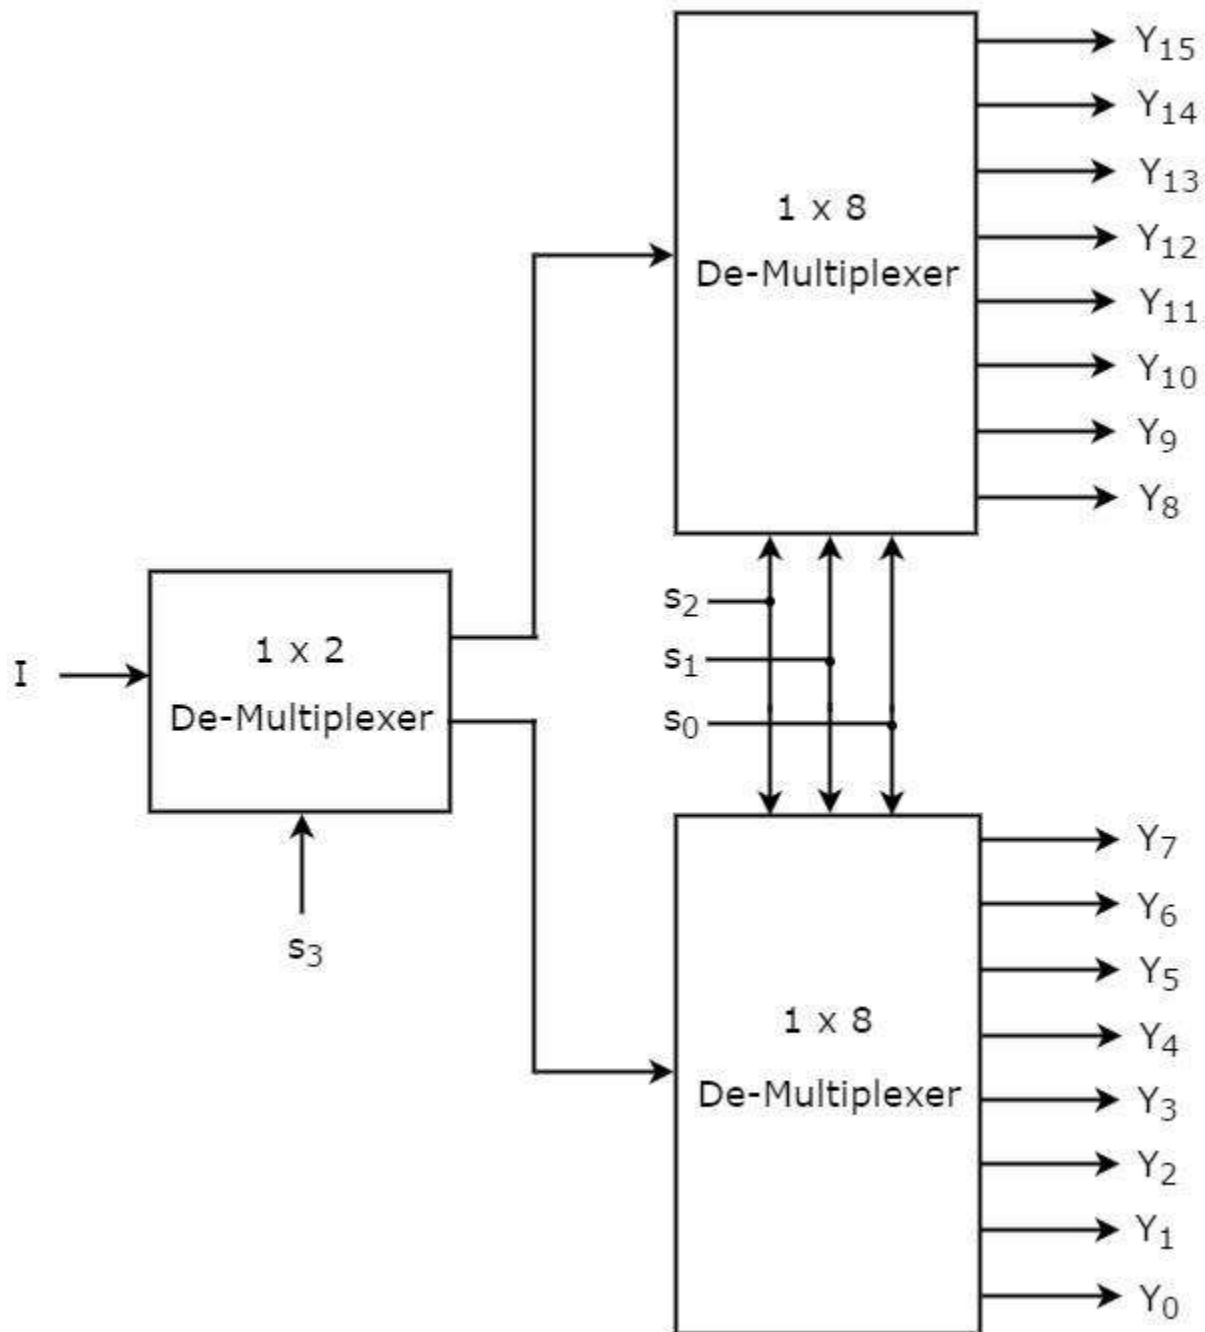 Y₁₅
Y₁₄
Y₁₃
1 x 8
Y₁₂
De-Multiplexer
Y₁₁
Y₁₀
Y₉
Y₈
s₂
1 x 2
s₁
I
De-Multiplexer
s₀
Y₇
Y₆
s₃
Y₅
1 x 8
Y₄
De-Multiplexer
Y₃
Y₂
Y₁
Y₀